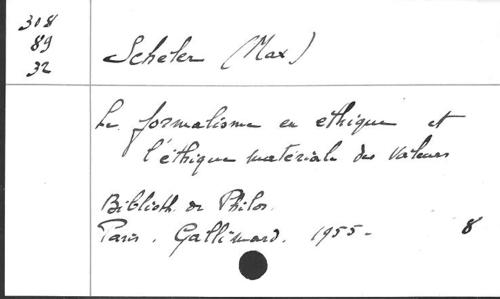 308
89
32
Scheler (Max)
Le formalisme en éthique et
l'éthique matériale des valeurs
Biblioth. de Philos.
Paris. Gallimard. 1955-
8